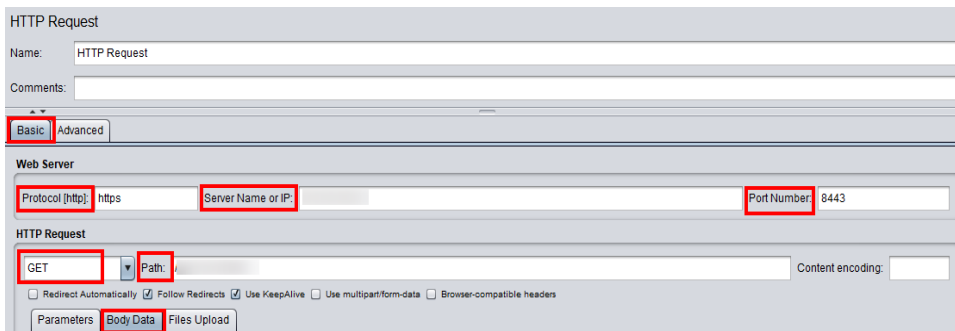 HTTP Request
Name: HTTP Request
Comments:
Basic Advanced
Web Server
Protocol [http]: https Server Name or IP: Port Number: 8443
HTTP Request
GET Path: / Content encoding:
Redirect Automatically Follow Redirects Use KeepAlive Use multipart/form-data Browser-compatible headers
Parameters Body Data Files Upload